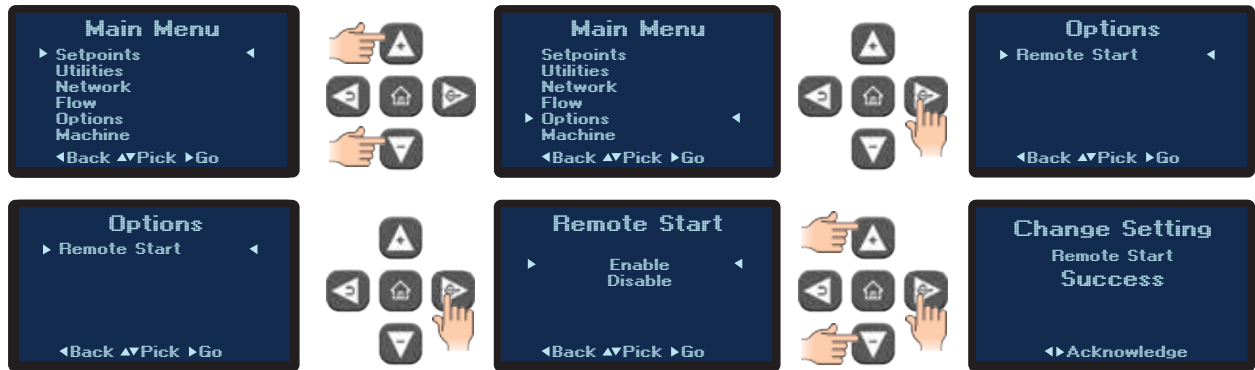 Main Menu
▶ Setpoints ◀
Utilities
Network
Flow
Options
Machine
◀Back ▲▼Pick ▶Go
+
-
Main Menu
Setpoints
Utilities
Network
Flow
▶ Options ◀
Machine
◀Back ▲▼Pick ▶Go
+
-
Options
▶ Remote Start ◀
◀Back ▲▼Pick ▶Go
Options
▶ Remote Start ◀
◀Back ▲▼Pick ▶Go
+
-
Remote Start
▶ Enable ◀
Disable
◀Back ▲▼Pick ▶Go
+
-
Change Setting
Remote Start
Success
◀▶Acknowledge